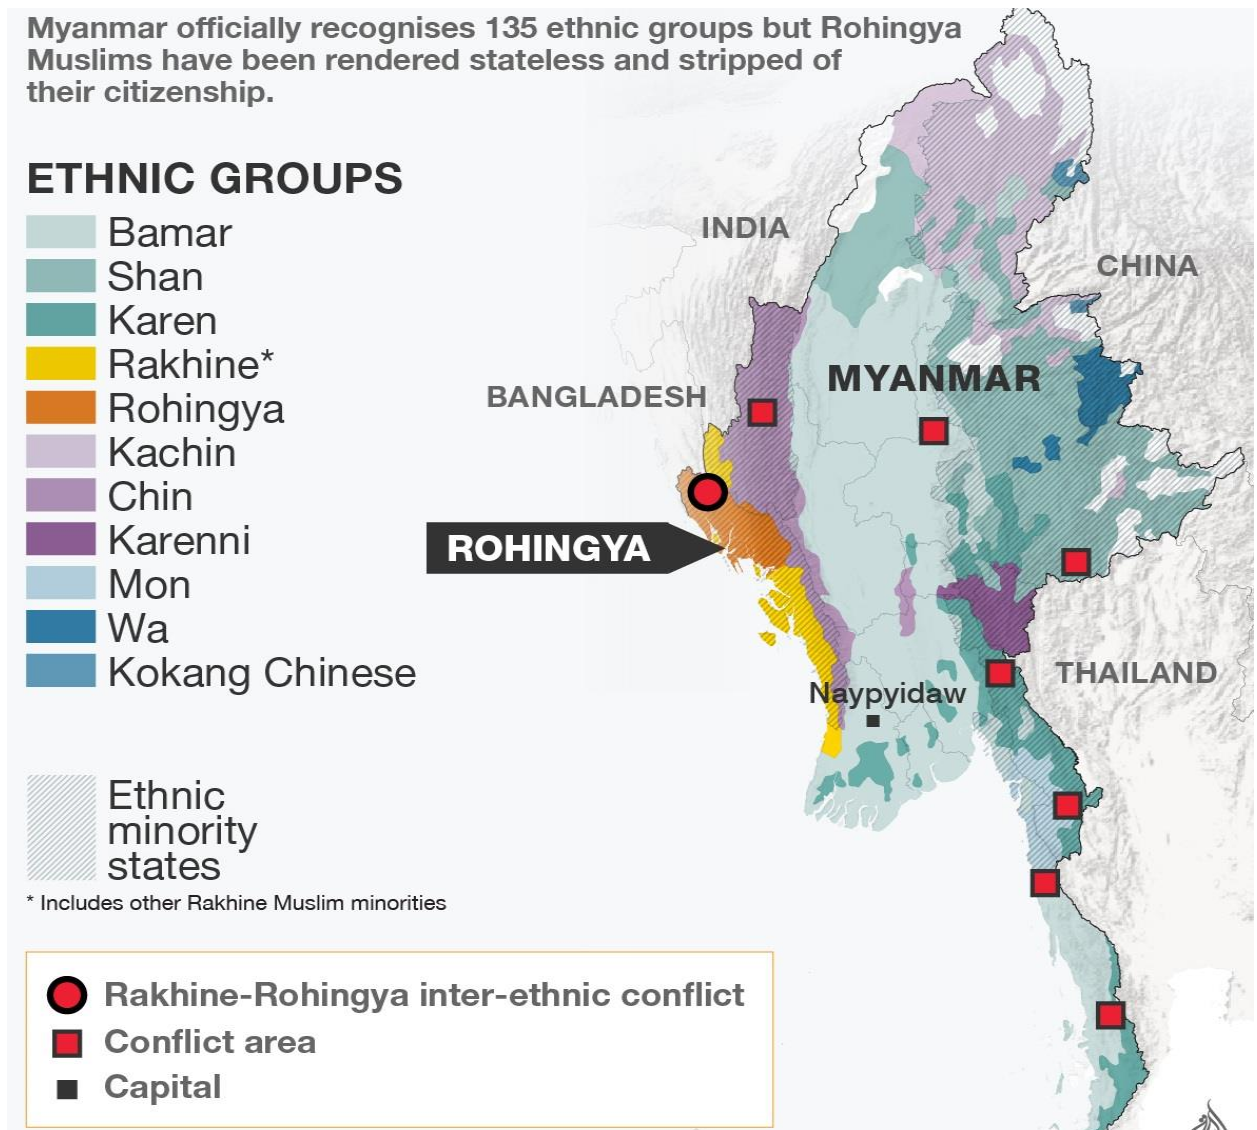 Myanmar officially recognises 135 ethnic groups but Rohingya
Muslims have been rendered stateless and stripped of
their citizenship.
ETHNIC GROUPS
Bamar
Shan
Karen
Rakhine*
Rohingya
Kachin
Chin
Karenni
Mon
Wa
Kokang Chinese
Ethnic
minority
states
* Includes other Rakhine Muslim minorities
Rakhine-Rohingya inter-ethnic conflict
Conflict area
Capital
INDIA
CHINA
BANGLADESH
MYANMAR
ROHINGYA
THAILAND
Naypyidaw